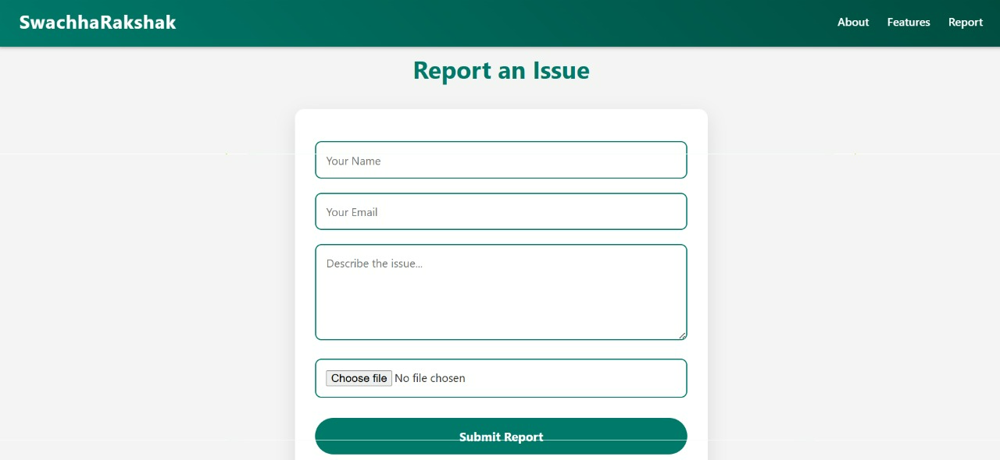 SwachhaRakshak
About Features Report
Report an Issue
Your Name
Your Email
Describe the issue...
Choose file No file chosen
Submit Report